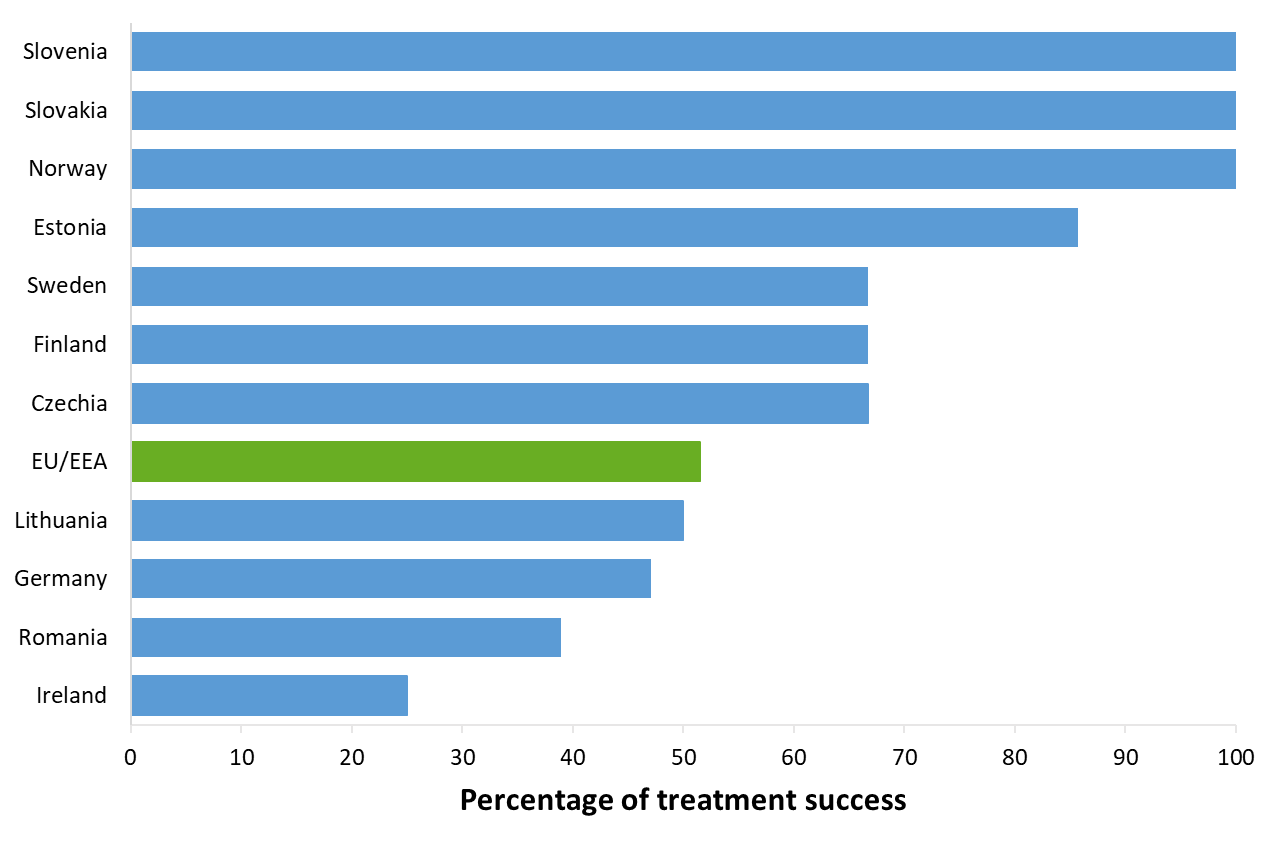 Slovenia
Slovakia
Norway
Estonia
Sweden
Finland
Czechia
EU/EEA
Lithuania
Germany
Romania
Ireland
0 10 20 30 40 50 60 70 80 90 100
Percentage of treatment success